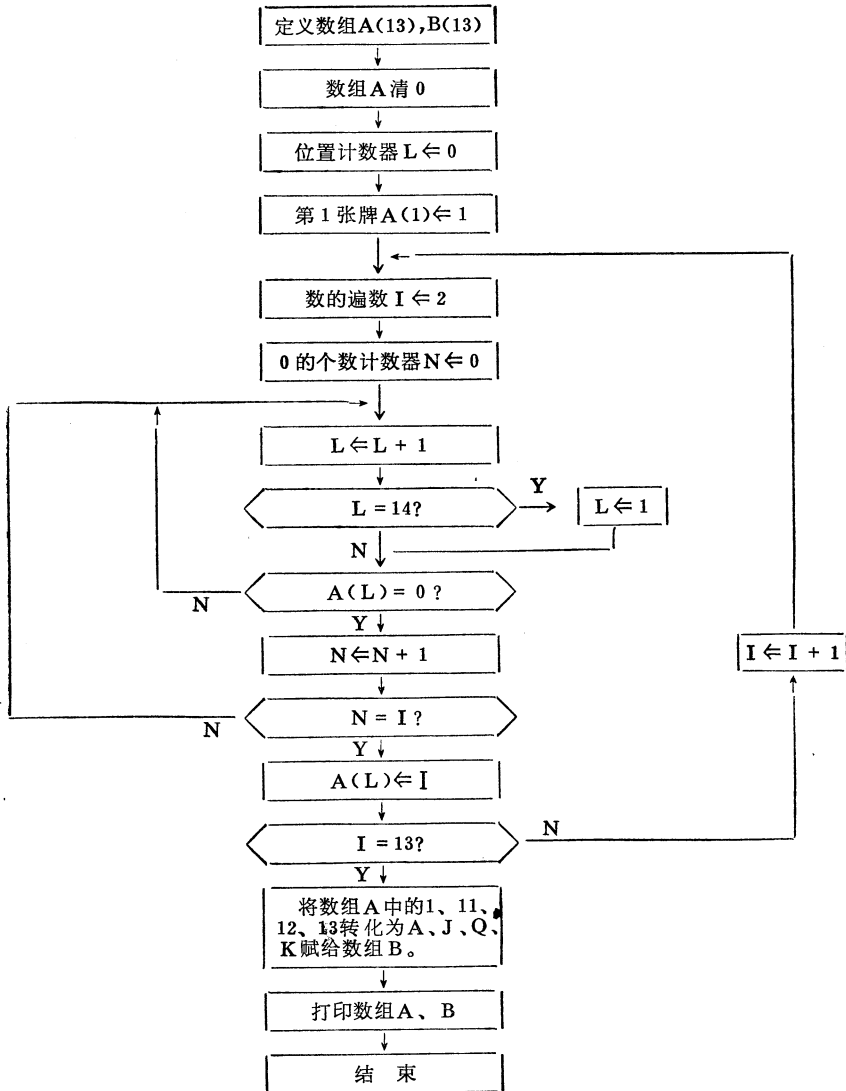 定义数组A(13),B(13)
数组A清0
位置计数器L⇐0
第1张牌A(1)⇐1
数的遍数I⇐2
0的个数计数器N⇐0
L⇐L + 1
L = 14?
Y
L⇐1
N
A(L)= 0?
N
Y
N⇐N + 1
I⇐I + 1
N = I?
N
Y
A(L)⇐I
I = 13?
N
Y
将数组A中的1、11、
12、13转化为A、J、Q、
K赋给数组B。
打印数组A、B
结 束